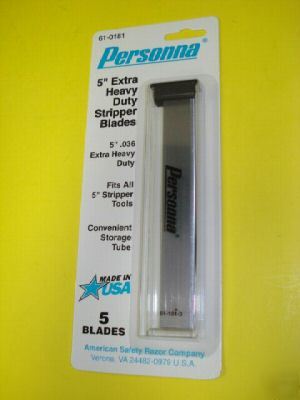 61-0181
Personna®
5" Extra
Heavy
Duty
Stripper
Blades
5" .036
Extra Heavy
Duty
Fits All
5" Stripper
Tools
Convenient
Storage
Tube
MADE IN
USA
5
BLADES
Personna®
American Safety Razor Company
Verona, VA 24482-0979 U.S.A.